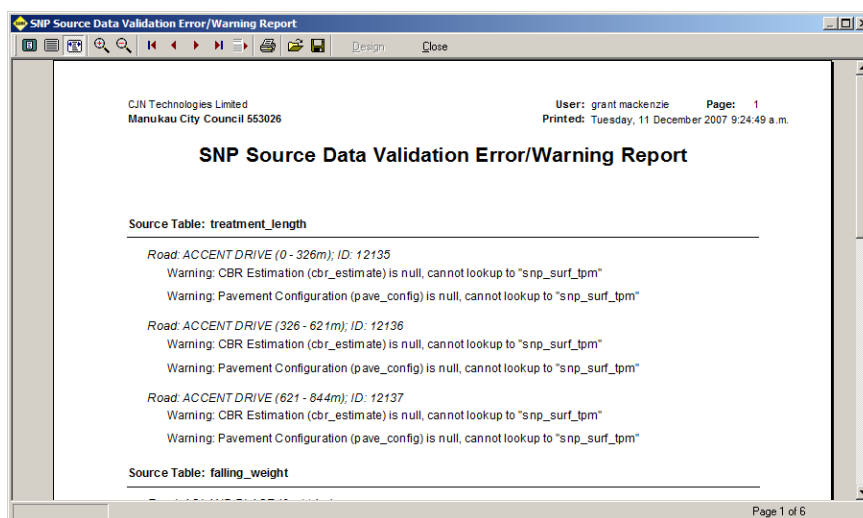 SNP Source Data Validation Error/Warning Report
Design Close
CJN Technologies Limited User: grant mackenzie Page: 1
Manukau City Council 553026 Printed: Tuesday, 11 December 2007 9:24:49 a.m.
SNP Source Data Validation Error/Warning Report
Source Table: treatment_length
Road: ACCENT DRIVE (0 - 326m); ID: 12135
Warning: CBR Estimation (cbr_estimate) is null, cannot lookup to "snp_surf_tpm"
Warning: Pavement Configuration (pave_config) is null, cannot lookup to "snp_surf_tpm"
Road: ACCENT DRIVE (326 - 621m); ID: 12136
Warning: CBR Estimation (cbr_estimate) is null, cannot lookup to "snp_surf_tpm"
Warning: Pavement Configuration (pave_config) is null, cannot lookup to "snp_surf_tpm"
Road: ACCENT DRIVE (621 - 844m); ID: 12137
Warning: CBR Estimation (cbr_estimate) is null, cannot lookup to "snp_surf_tpm"
Warning: Pavement Configuration (pave_config) is null, cannot lookup to "snp_surf_tpm"
Source Table: falling_weight
Page 1 of 6